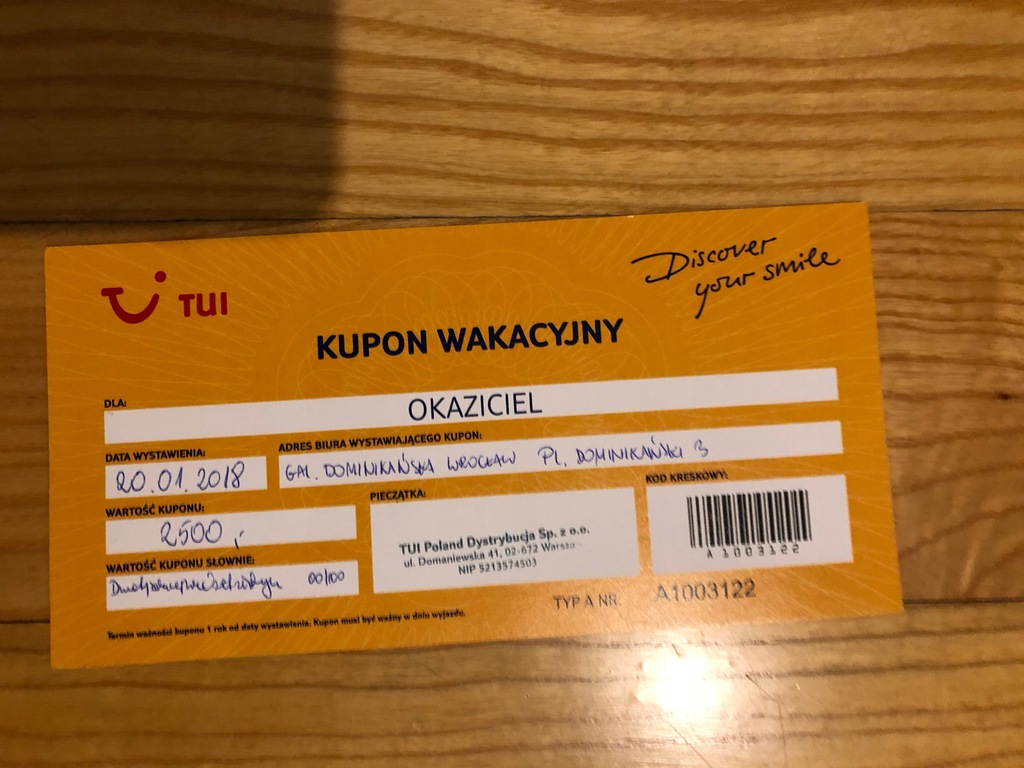 TUI
Discover
your smile
KUPON WAKACYJNY
DLA:
OKAZICIEL
DATA WYSTAWIENIA:
20.01.2018
ADRES BIURA WYSTAWIAJĄCEGO KUPON:
GAL. DOMINIKAŃSKA WROCŁAW PL. DOMINIKAŃSKI 3
WARTOŚĆ KUPONU:
2500,-
WARTOŚĆ KUPONU SŁOWNIE:
00/100
PIECZĄTKA:
TUI Poland Dystrybucja Sp. z o.o.
ul. Domaniewska 41, 02-672
NIP 5213574503
KOD KRESKOWY:
A1003122
TYP A NR. A1003122
Termin ważności kuponu 1 rok od daty wystawienia. Kupon musi być ważny w dniu wyjazdu.